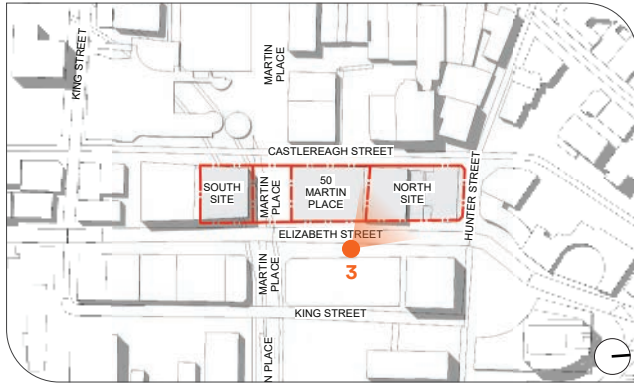 KING STREET
MARTIN
PLACE
CASTLEREAGH STREET
SOUTH
SITE
MARTIN
PLACE
50
MARTIN
PLACE
NORTH
SITE
HUNTER STREET
ELIZABETH STREET
3
MARTIN
PLACE
KING STREET
N PLACE